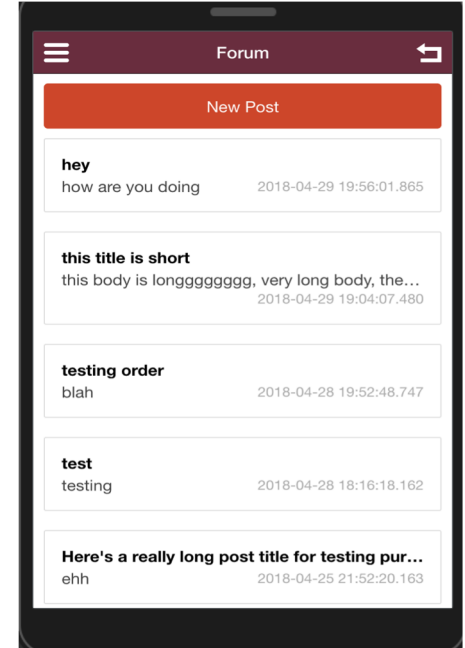 Forum
New Post
hey
how are you doing 2018-04-29 19:56:01.865
this title is short
this body is longgggggggg, very long body, the...
2018-04-29 19:04:07.480
testing order
blah 2018-04-28 19:52:48.747
test
testing 2018-04-28 18:16:18.162
Here's a really long post title for testing pur...
ehh 2018-04-25 21:52:20.163